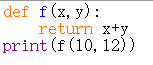 def f(x,y):
    return x+y
print(f(10,12))